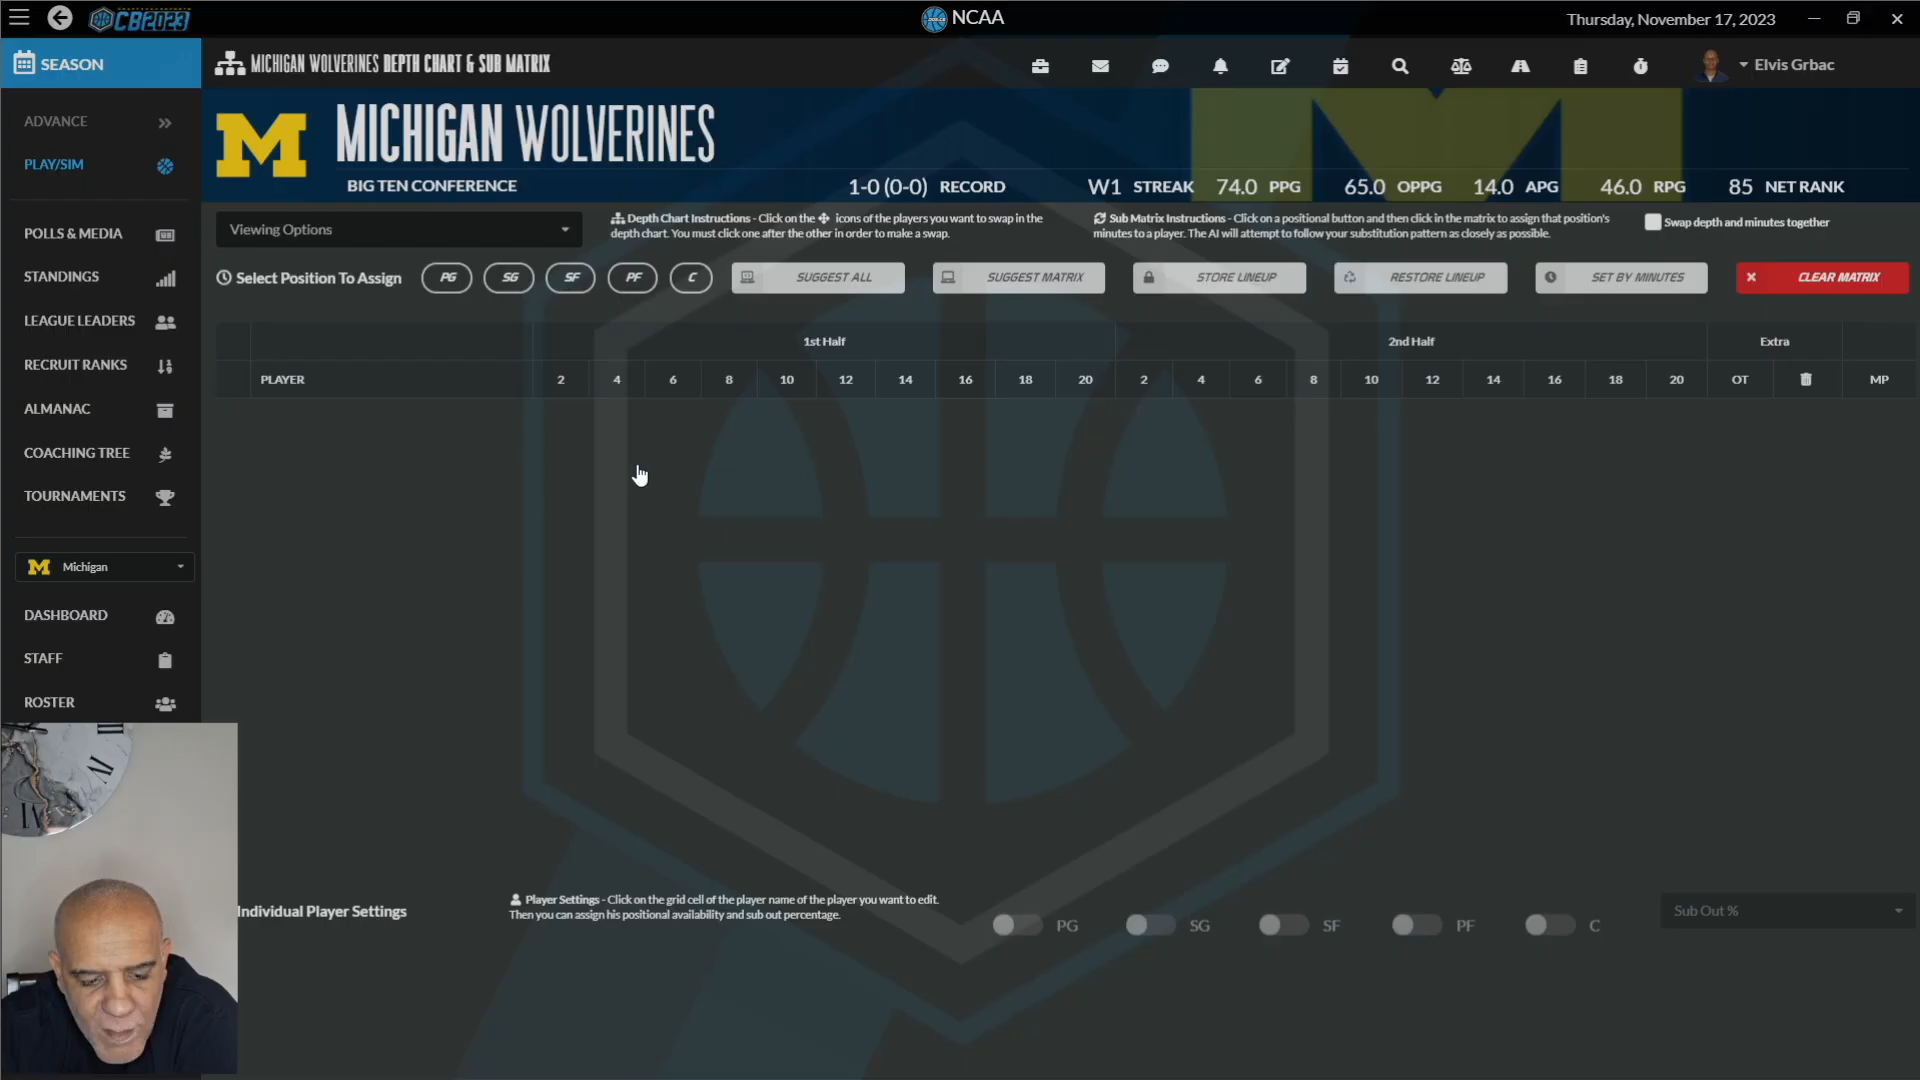 CB2023
NCAA
Thursday, November 17, 2023
SEASON
MICHIGAN WOLVERINES DEPTH CHART & SUB MATRIX
Elvis Grbac
ADVANCE
PLAY/SIM
M
MICHIGAN WOLVERINES
BIG TEN CONFERENCE
1-0 (0-0) RECORD
W1 STREAK
74.0 PPG
65.0 OPPG
14.0 APG
46.0 RPG
85 NET RANK
POLLS & MEDIA
STANDINGS
LEAGUE LEADERS
RECRUIT RANKS
ALMANAC
COACHING TREE
TOURNAMENTS
M Michigan
DASHBOARD
STAFF
ROSTER
Viewing Options
Depth Chart Instructions - Click on the icons of the players you want to swap in the
depth chart. You must click one after the other in order to make a swap.
Sub Matrix Instructions - Click on a positional button and then click in the matrix to assign that position's
minutes to a player. The AI will attempt to follow your substitution pattern as closely as possible.
Swap depth and minutes together
Select Position To Assign
PG SG SF PF C
SUGGEST ALL
SUGGEST MATRIX
STORE LINEUP
RESTORE LINEUP
SET BY MINUTES
CLEAR MATRIX
1st Half 2nd Half Extra
PLAYER 2 4 6 8 10 12 14 16 18 20 2 4 6 8 10 12 14 16 18 20 OT MP
Individual Player Settings
Player Settings - Click on the grid cell of the player name of the player you want to edit.
Then you can assign his positional availability and sub out percentage.
PG SG SF PF C
Sub Out %
III
IV
VI